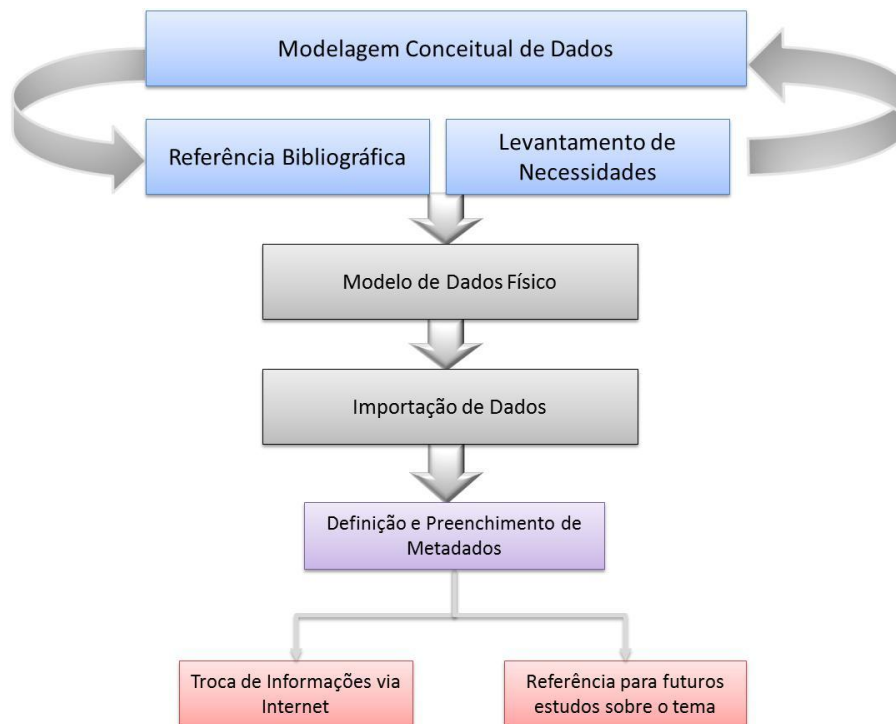 Modelagem Conceitual de Dados
Referência Bibliográfica
Levantamento de
Necessidades
Modelo de Dados Físico
Importação de Dados
Definição e Preenchimento de
Metadados
Troca de Informações via
Internet
Referência para futuros
estudos sobre o tema